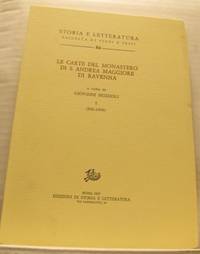 STORIA E LETTERATURA
RACCOLTA DI STUDI E TESTI
LE CARTE DEL MONASTERO
DI S. ANDREA MAGGIORE
DI RAVENNA
A CURA DI
GIOVANNI MUZZIOLI
I
ROMA 1987
EDIZIONI DI STORIA E LETTERATURA